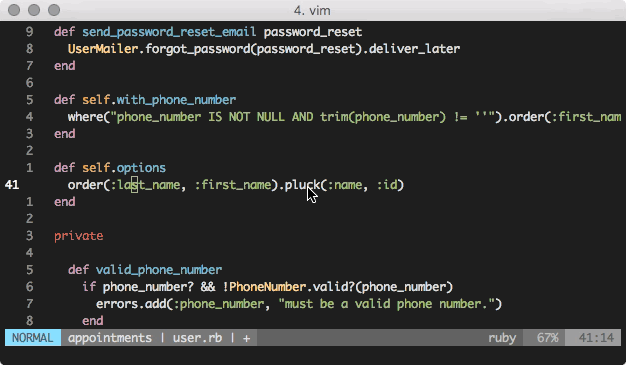 4. vim
9 def send_password_reset_email password_reset
8 UserMailer.forgot_password(password_reset).deliver_later
7 end
6
5 def self.with_phone_number
4 where("phone_number IS NOT NULL AND trim(phone_number) != ''").order(:first_nam
3 end
2
1 def self.options
41 order(:last_name, :first_name).pluck(:name, :id)
1 end
2
3 private
4
5 def valid_phone_number
6 if phone_number? && !PhoneNumber.valid?(phone_number)
7 errors.add(:phone_number, "must be a valid phone number.")
8 end
NORMAL appointments | user.rb | + ruby 67% 41:14